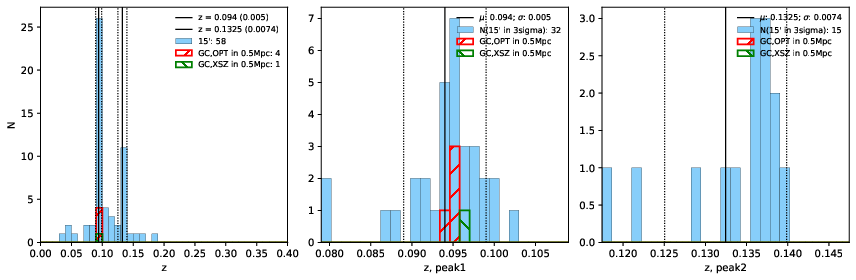 z = 0.094 (0.005)
z = 0.1325 (0.0074)
15': 58
GC,OPT in 0.5Mpc: 4
GC,XSZ in 0.5Mpc: 1
N
25
20
15
10
5
0
0.00 0.05 0.10 0.15 0.20 0.25 0.30 0.35 0.40
z
μ: 0.094; σ: 0.005
N(15' in 3sigma): 32
GC,OPT in 0.5Mpc
GC,XSZ in 0.5Mpc
7
6
5
4
3
2
1
0
0.080 0.085 0.090 0.095 0.100 0.105
z, peak1
μ: 0.1325; σ: 0.0074
N(15' in 3sigma): 15
GC,OPT in 0.5Mpc
GC,XSZ in 0.5Mpc
3.0
2.5
2.0
1.5
1.0
0.5
0.0
0.120 0.125 0.130 0.135 0.140 0.145
z, peak2